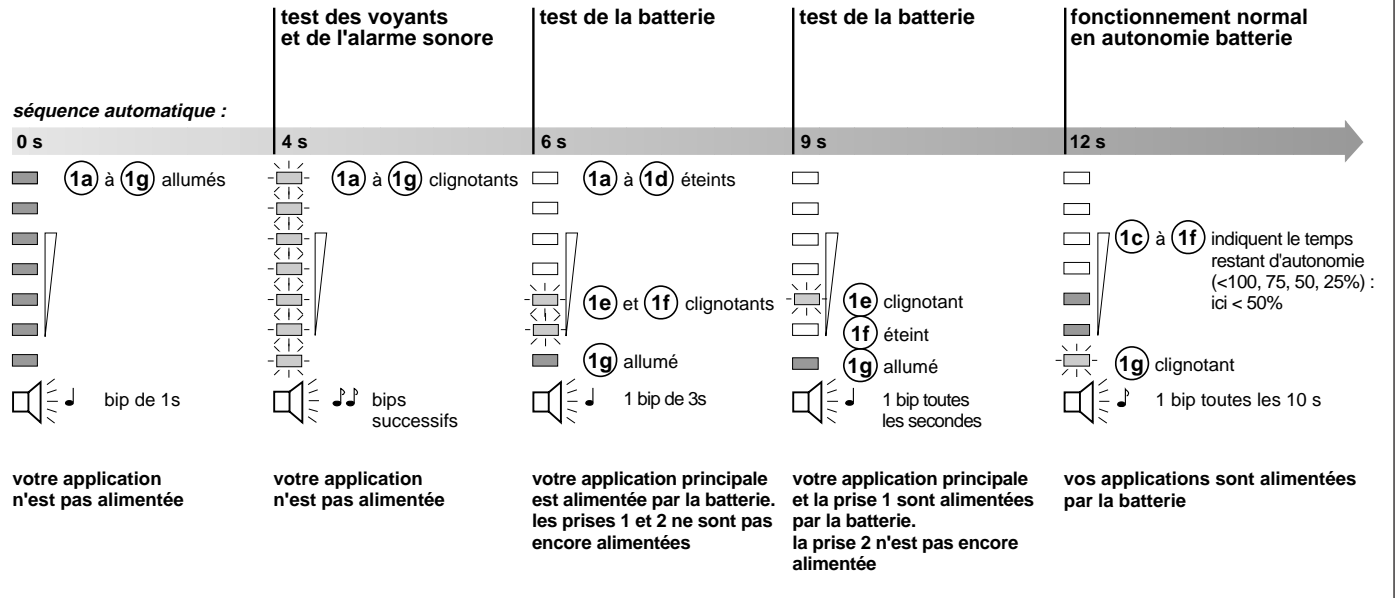 test des voyants
et de l'alarme sonore
test de la batterie
test de la batterie
fonctionnement normal
en autonomie batterie
séquence automatique :
0 s
4 s
6 s
9 s
12 s
1a à 1g allumés
bip de 1s
votre application
n'est pas alimentée
1a à 1g clignotants
bips
successifs
votre application
n'est pas alimentée
1a à 1d éteints
1e et 1f clignotants
1g allumé
1 bip de 3s
votre application principale
est alimentée par la batterie.
les prises 1 et 2 ne sont pas
encore alimentées
1e clignotant
1f éteint
1g allumé
1 bip toutes
les secondes
votre application principale
et la prise 1 sont alimentées
par la batterie.
la prise 2 n'est pas encore
alimentée
1c à 1f indiquent le temps
restant d'autonomie
(<100, 75, 50, 25%) :
ici < 50%
1g clignotant
1 bip toutes les 10 s
vos applications sont alimentées
par la batterie